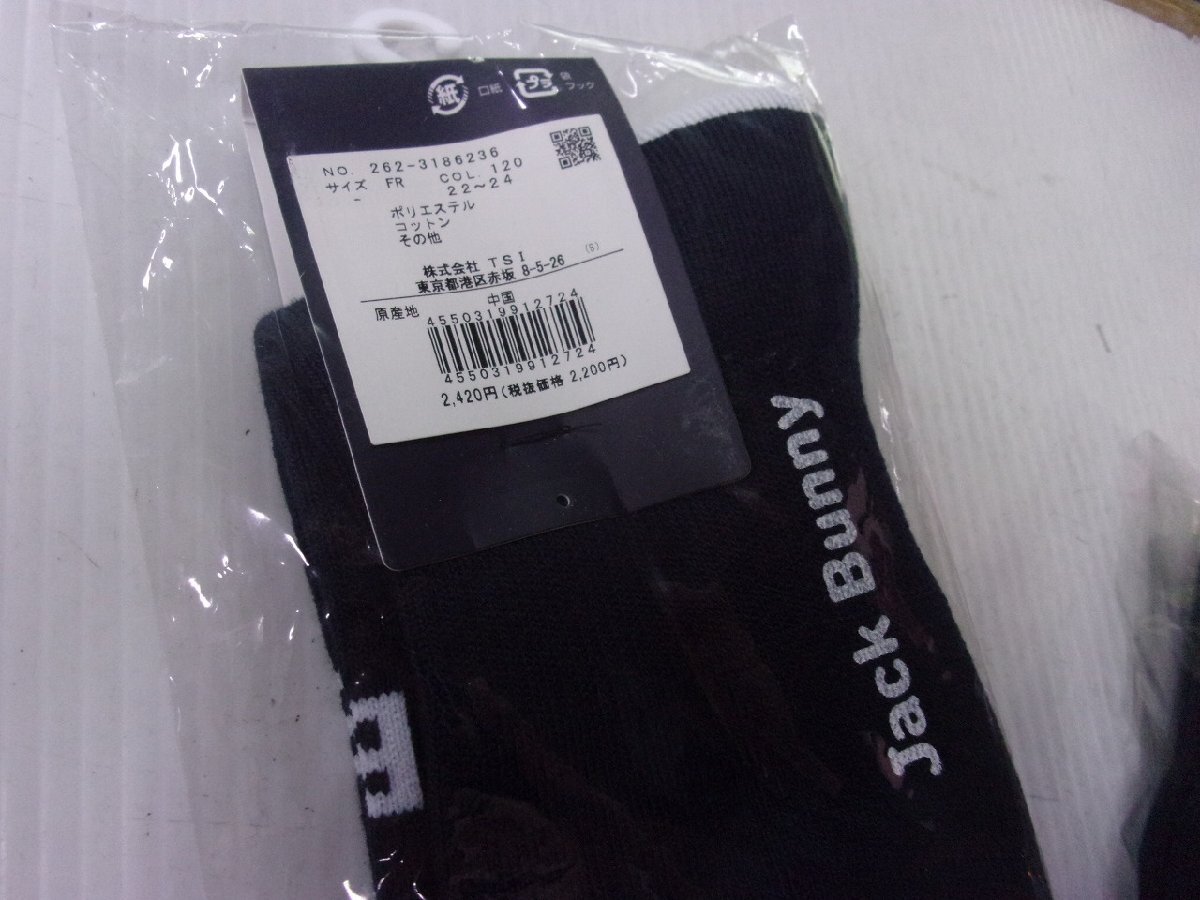 紙 口紙 プラ 袋
フック
NO. 262-3186236
サイズ FR COL. 120
- 22~24
ポリエステル
コットン
その他
(S)
株式会社 TSI
東京都港区赤坂 8-5-26
原産地 中国
4550319912724
4550319912724
2,420円(税抜価格 2,200円)
Jack Bunny